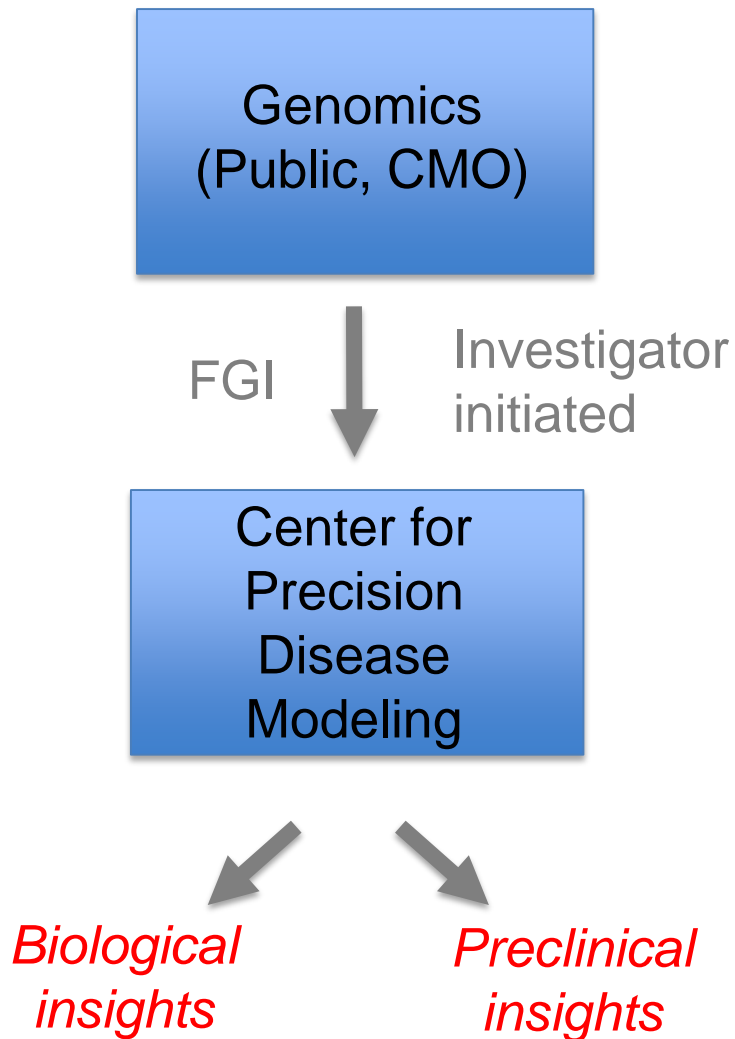 Genomics
(Public, CMO)
FGI
Investigator
initiated
Center for
Precision
Disease
Modeling
Biological
insights
Preclinical
insights